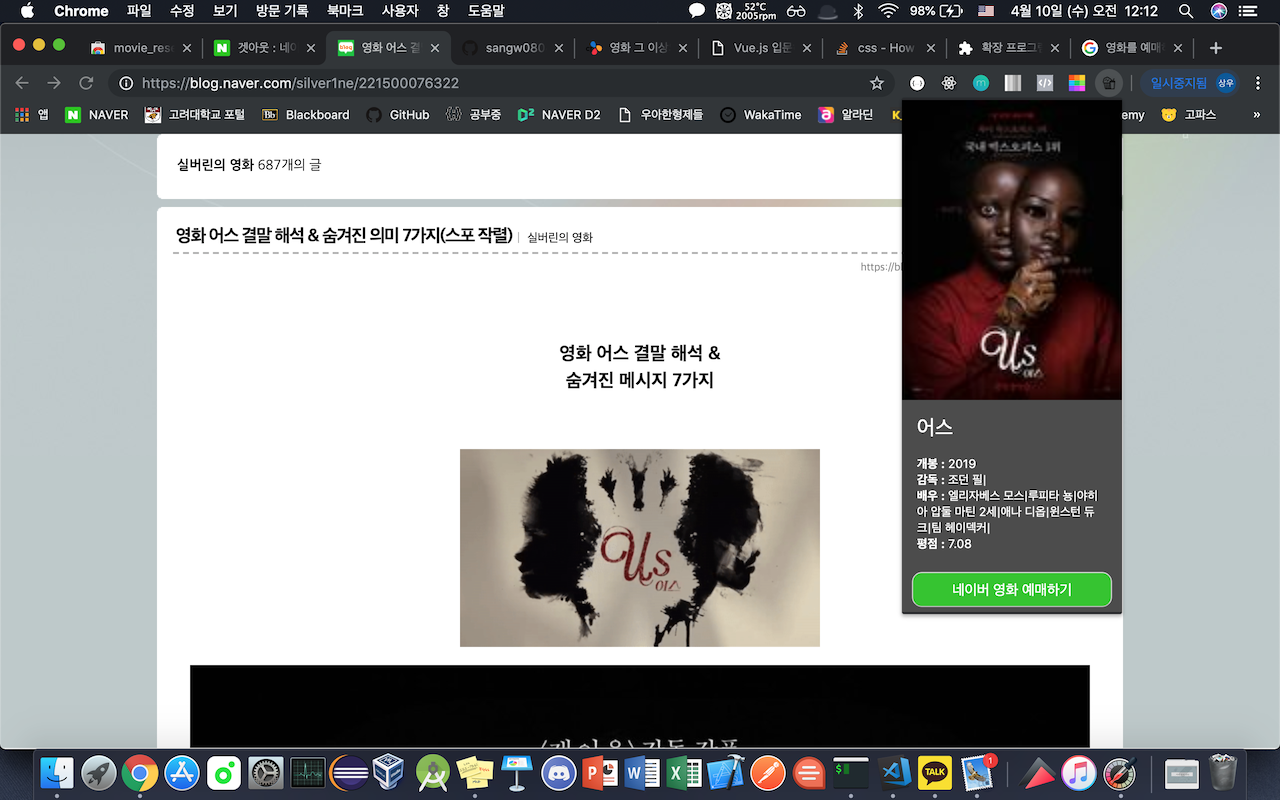 Chrome 파일 수정 보기 방문 기록 북마크 사용자 창 도움말
52°C
2005rpm
98%
4월 10일 (수) 오전 12:12
movie_res
겟아웃 : 네이
영화 어스 결
sangw080
영화 그 이상
Vue.js 입문
css - How
확장 프로그
영화를 예매
https://blog.naver.com/silver1ne/221500076322
일시중지됨
상우
앱 NAVER 고려대학교 포털 Blackboard GitHub 공부중 NAVER D2 우아한형제들 WakaTime 알라딘
emy 고파스 »
실버린의 영화 687개의 글
영화 어스 결말 해석 & 숨겨진 의미 7가지(스포 작렬) | 실버린의 영화
https://bl
영화 어스 결말 해석 &
숨겨진 메시지 7가지
Us
어스
국내 박스오피스 1위
Us
어스
어스
개봉 : 2019
감독 : 조던 필|
배우 : 엘리자베스 모스|루피타 뇽|야히
아 압둘 마틴 2세|애나 디옵|윈스턴 듀
크|팀 헤이덱커|
평점 : 7.08
네이버 영화 예매하기
TALK
1